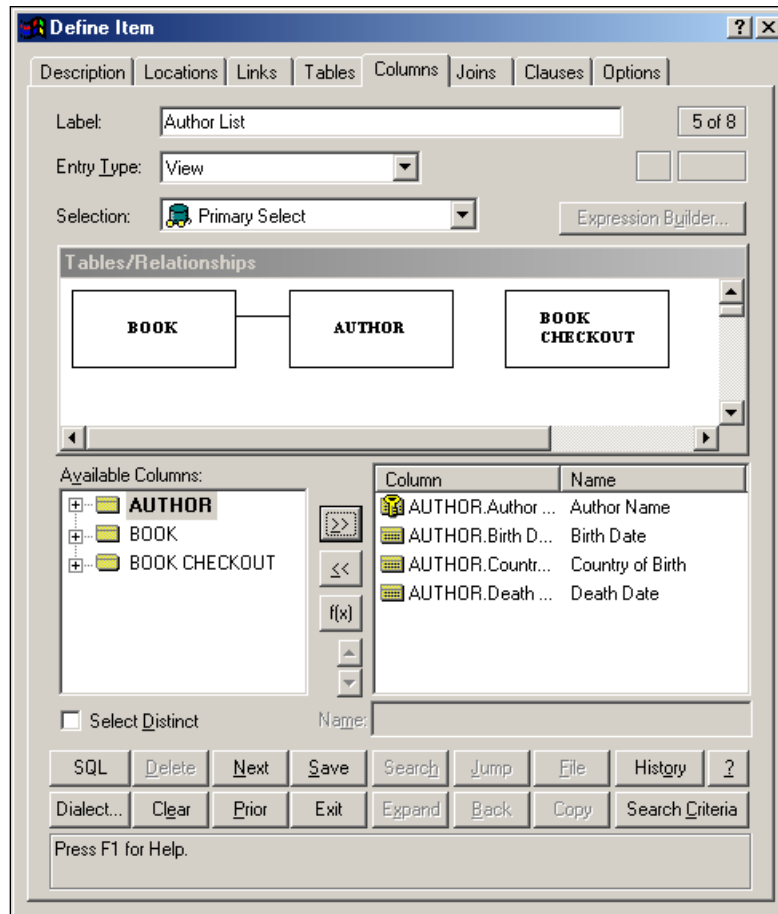 Define Item
Description Locations Links Tables Columns Joins Clauses Options
Label: Author List 5 of 8
Entry Type: View
Selection: Primary Select Expression Builder...
Tables/Relationships
BOOK AUTHOR BOOK CHECKOUT
Available Columns:
Column Name
AUTHOR AUTHOR.Author ... Author Name
BOOK >> AUTHOR.Birth D... Birth Date
BOOK CHECKOUT << AUTHOR.Countr... Country of Birth
AUTHOR.Death ... Death Date
f(x)
Select Distinct Name:
SQL Delete Next Save Search Jump File History ?
Dialect... Clear Prior Exit Expand Back Copy Search Criteria
Press F1 for Help.